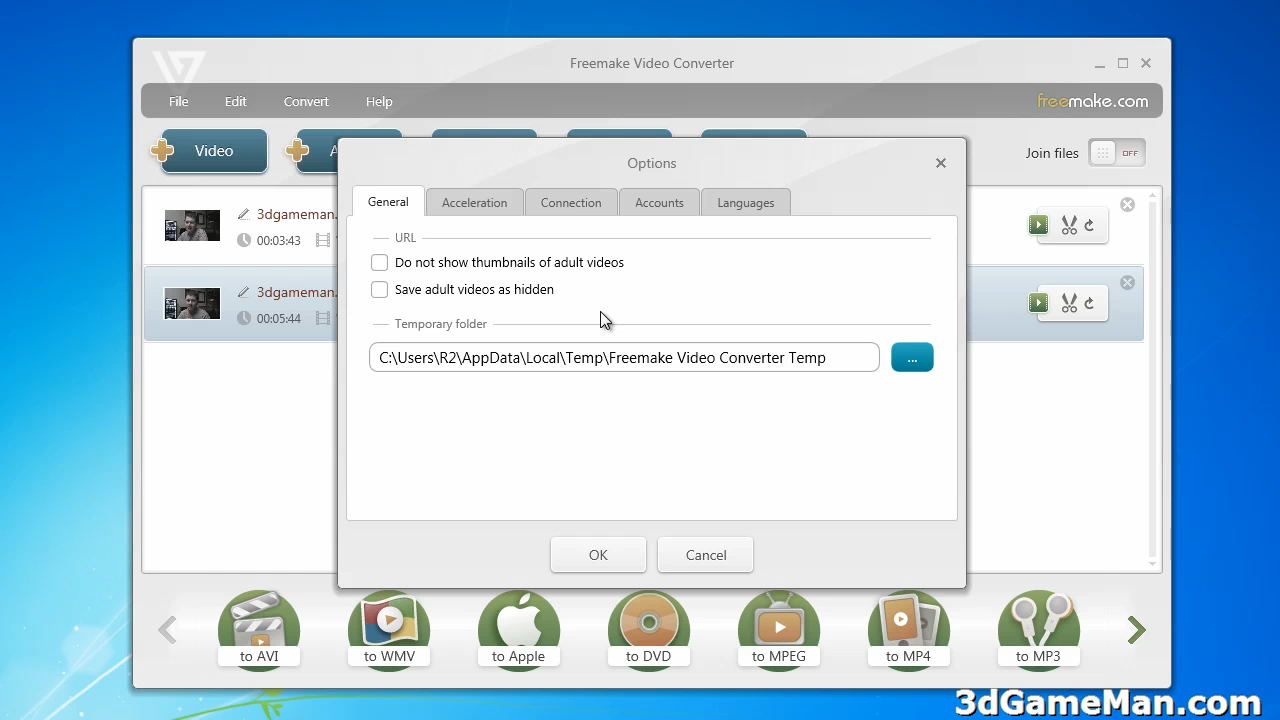 Freemake Video Converter
File Edit Convert Help
freemake.com
Video
Join files OFF
Options
General Acceleration Connection Accounts Languages
URL
Do not show thumbnails of adult videos
Save adult videos as hidden
Temporary folder
C:\Users\R2\AppData\Local\Temp\Freemake Video Converter Temp
...
OK Cancel
3dgameman.
00:03:43
3dgameman.
00:05:44
to AVI to WMV to Apple to DVD to MPEG to MP4 to MP3
3dGameMan.com